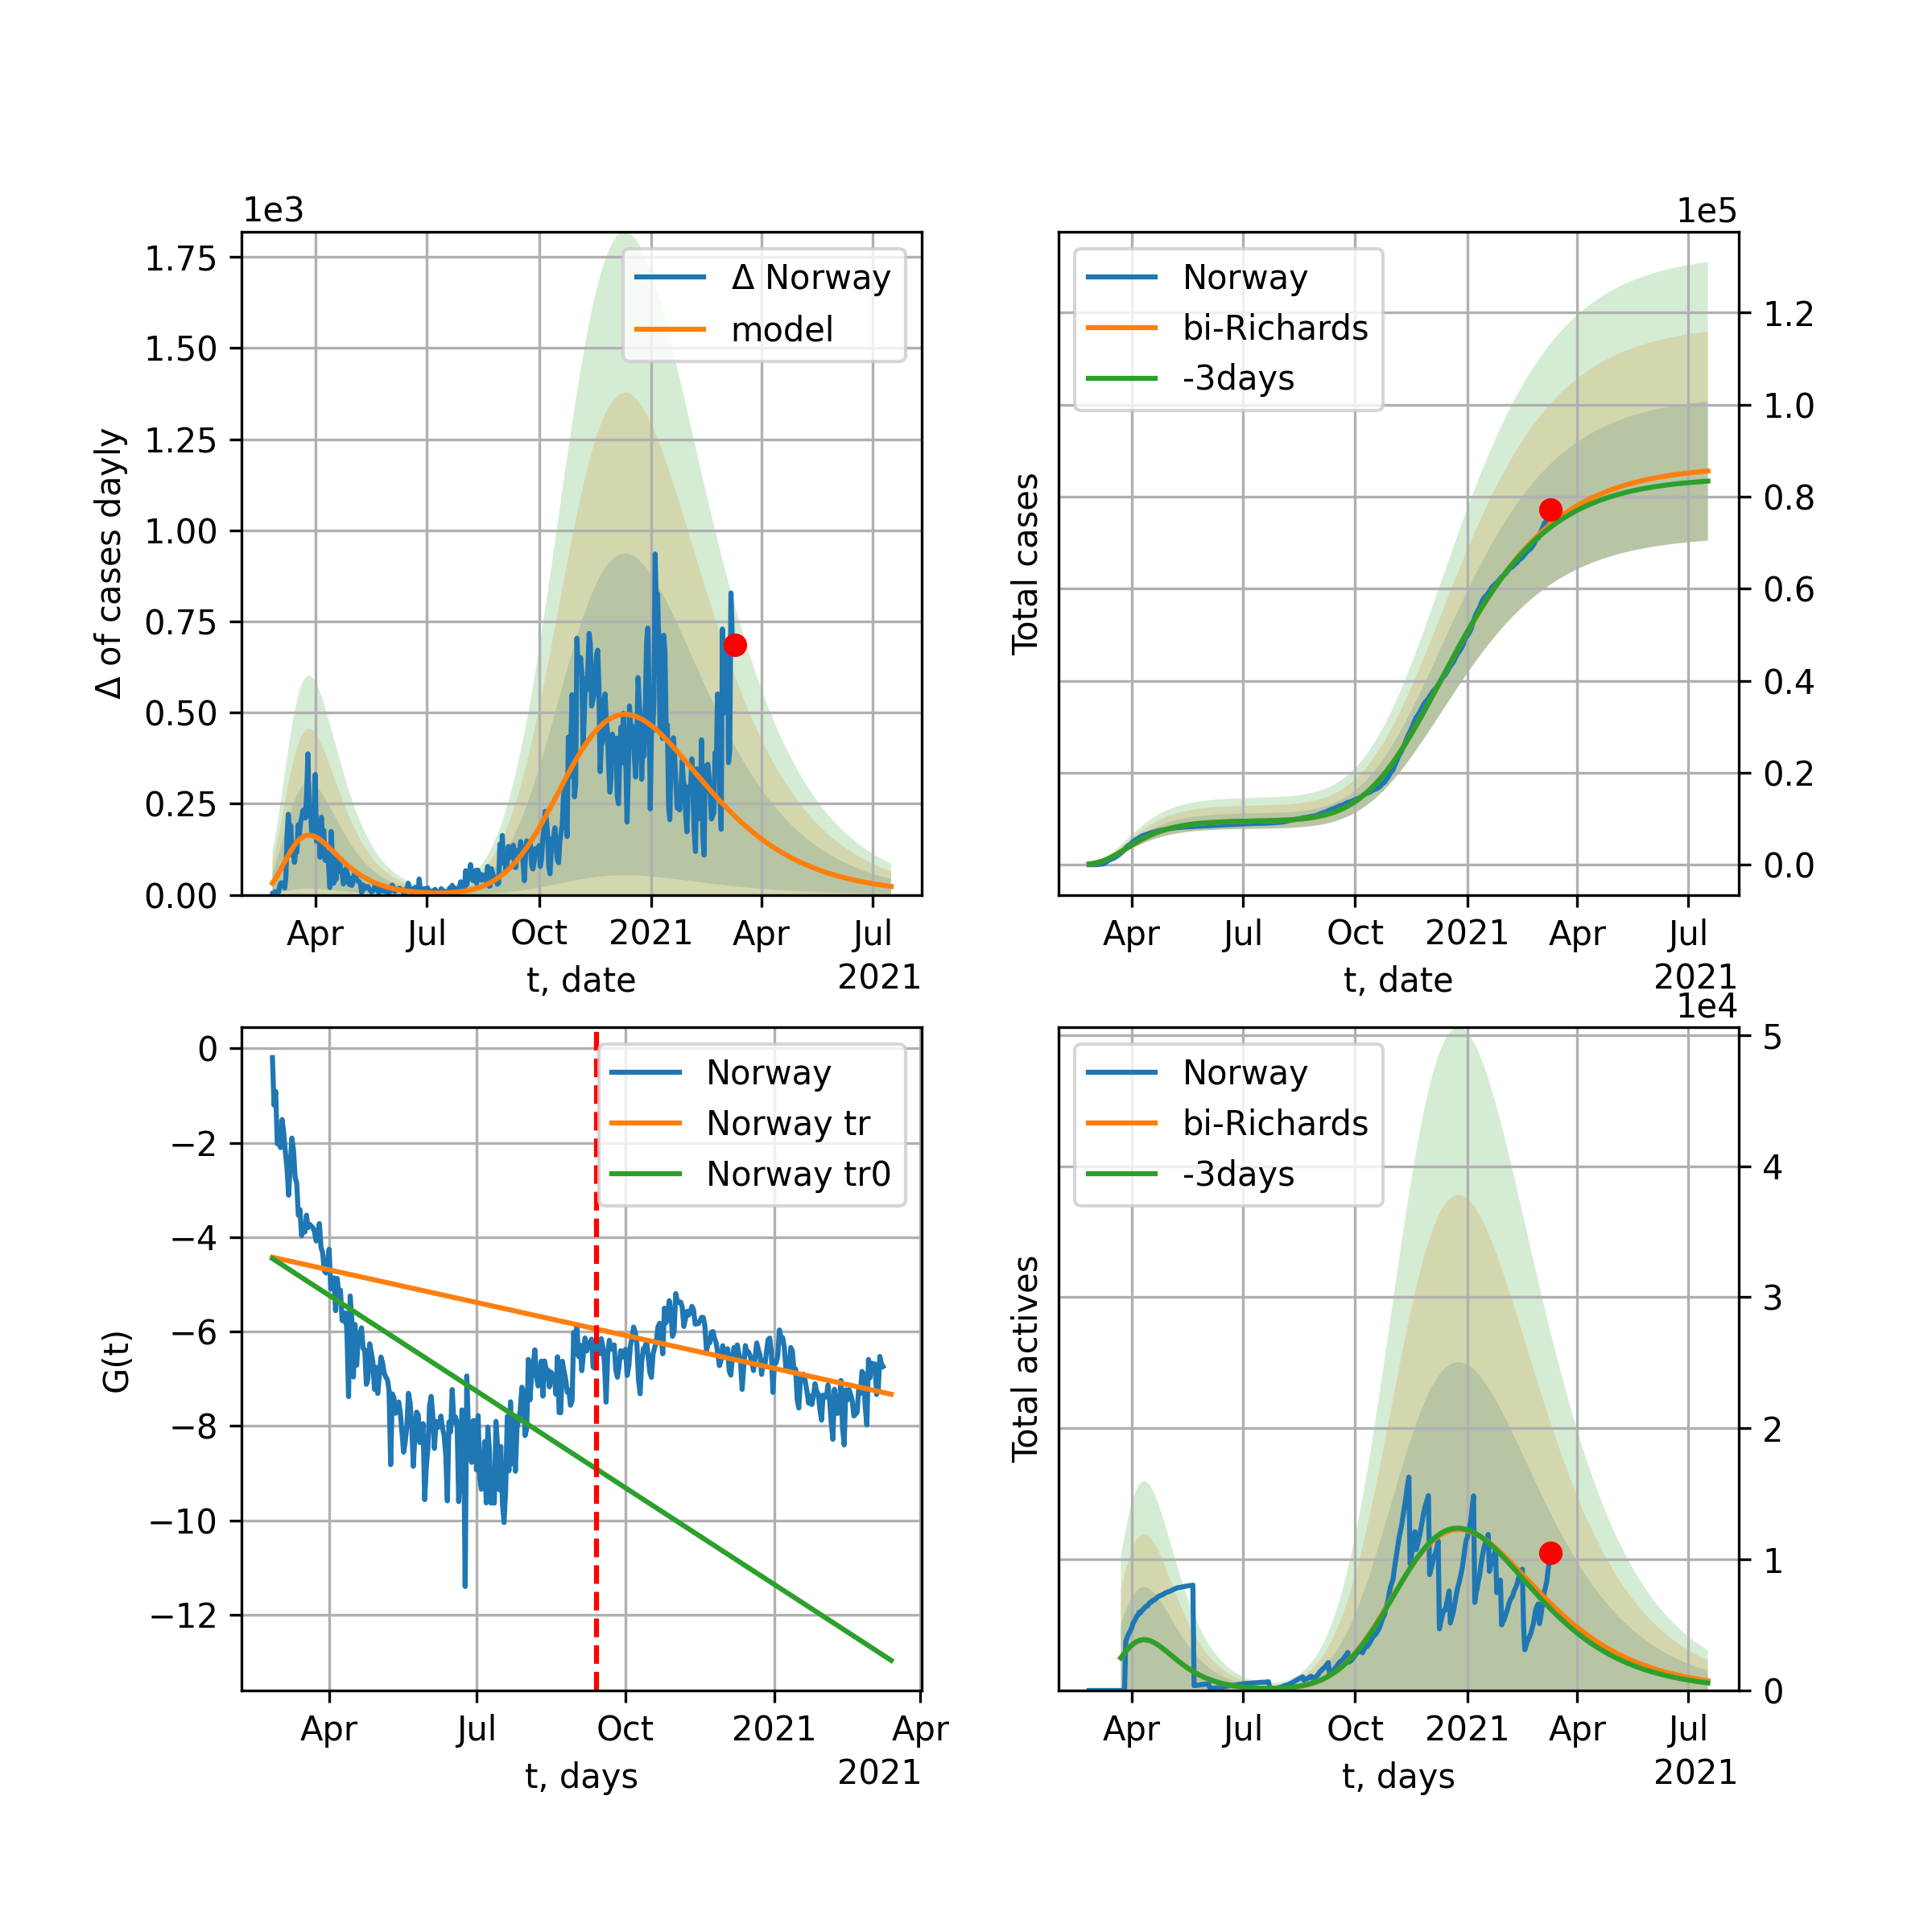 1e3
Δ of cases dayly
1.75
1.50
1.25
1.00
0.75
0.50
0.25
0.00
Δ Norway
model
Apr Jul Oct 2021 Apr Jul
t, date
2021
1e5
Total cases
Norway
bi-Richards
-3days
1.2
1.0
0.8
0.6
0.4
0.2
0.0
Apr Jul Oct 2021 Apr Jul
t, date
2021
G(t)
0
−2
−4
−6
−8
−10
−12
Norway
Norway tr
Norway tr0
Apr Jul Oct 2021 Apr
t, days
2021
1e4
Total actives
Norway
bi-Richards
-3days
5
4
3
2
1
0
Apr Jul Oct 2021 Apr Jul
t, days
2021